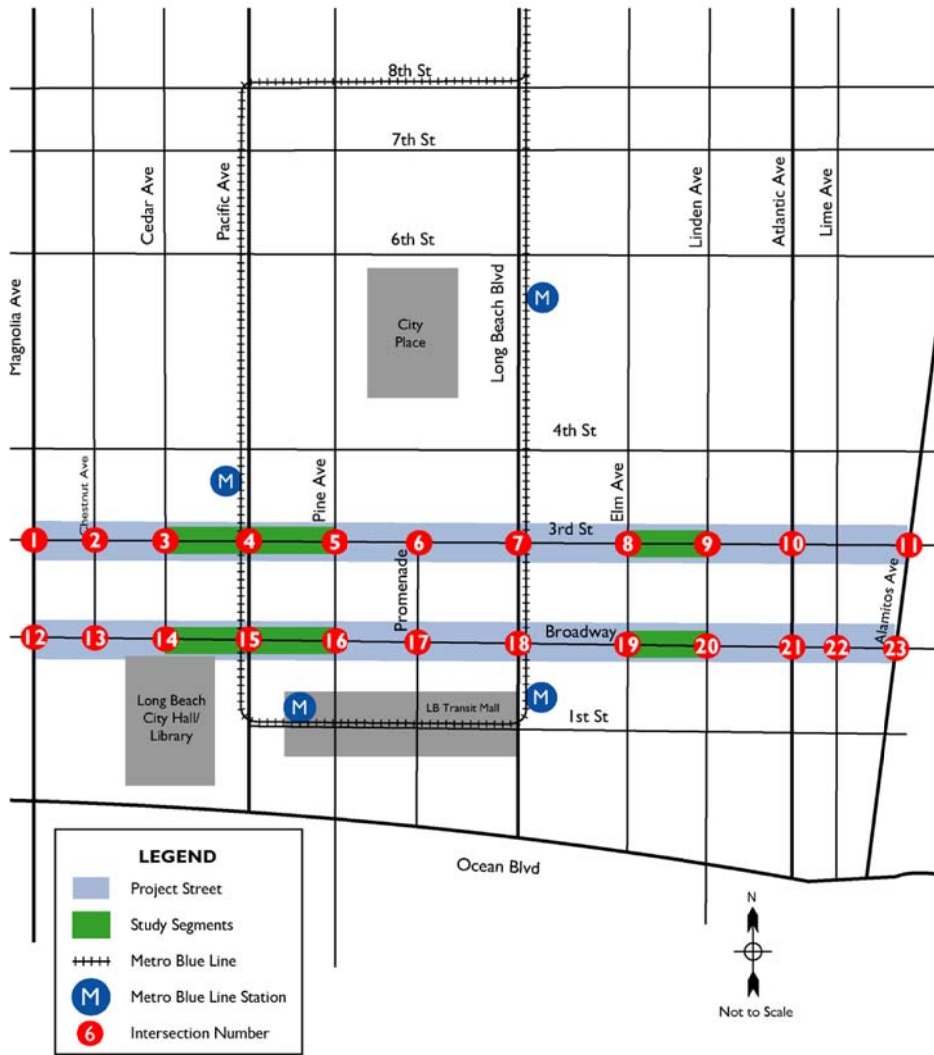 8th St
7th St
Cedar Ave
Pacific Ave
Linden Ave
Atlantic Ave
Lime Ave
6th St
Magnolia Ave
City
Place
Long Beach Blvd
M
4th St
Chestnut Ave
M
Pine Ave
Elm Ave
3rd St
1 2 3 4 5 6 7 8 9 10 11
Promenade
Alamitos Ave
Broadway
12 13 14 15 16 17 18 19 20 21 22 23
Long Beach
City Hall/
Library
M
LB Transit Mall
M
1st St
Ocean Blvd
LEGEND
Project Street
Study Segments
Metro Blue Line
M Metro Blue Line Station
6 Intersection Number
N
Not to Scale